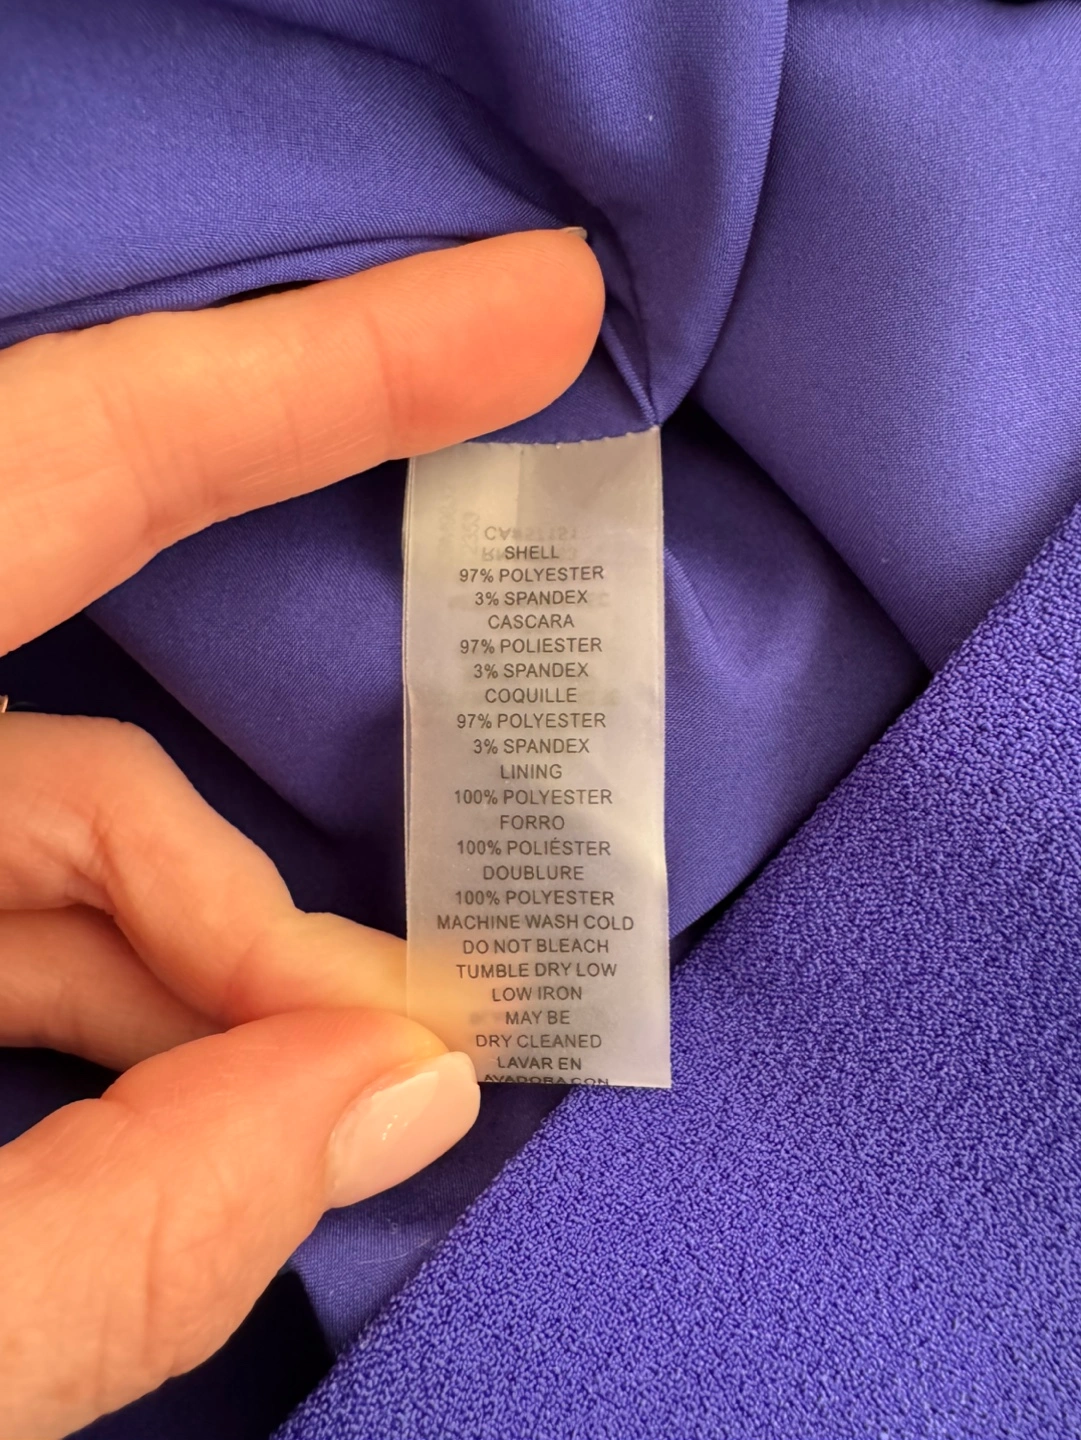 SHELL
97% POLYESTER
3% SPANDEX
CASCARA
97% POLIESTER
3% SPANDEX
COQUILLE
97% POLYESTER
3% SPANDEX
LINING
100% POLYESTER
FORRO
100% POLIÉSTER
DOUBLURE
100% POLYESTER
MACHINE WASH COLD
DO NOT BLEACH
TUMBLE DRY LOW
LOW IRON
MAY BE
DRY CLEANED
LAVAR EN